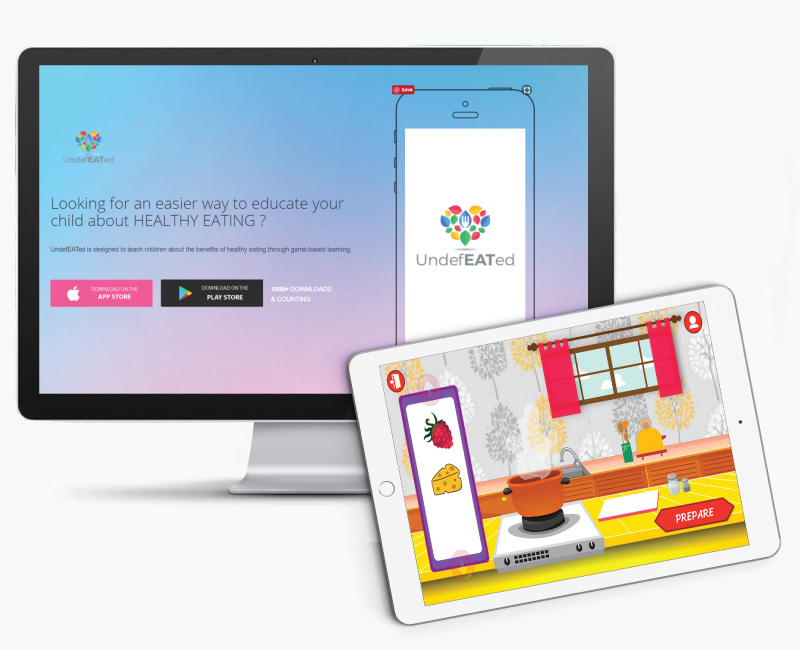 Save
UndefEATed
Looking for an easier way to educate your
child about HEALTHY EATING ?
UndefEATed is designed to teach children about the benefits of healthy eating through game-based learning.
DOWNLOAD ON THE
APP STORE
DOWNLOAD ON THE
PLAY STORE
1000+ DOWNLOADS
& COUNTING
UndefEATed
PREPARE